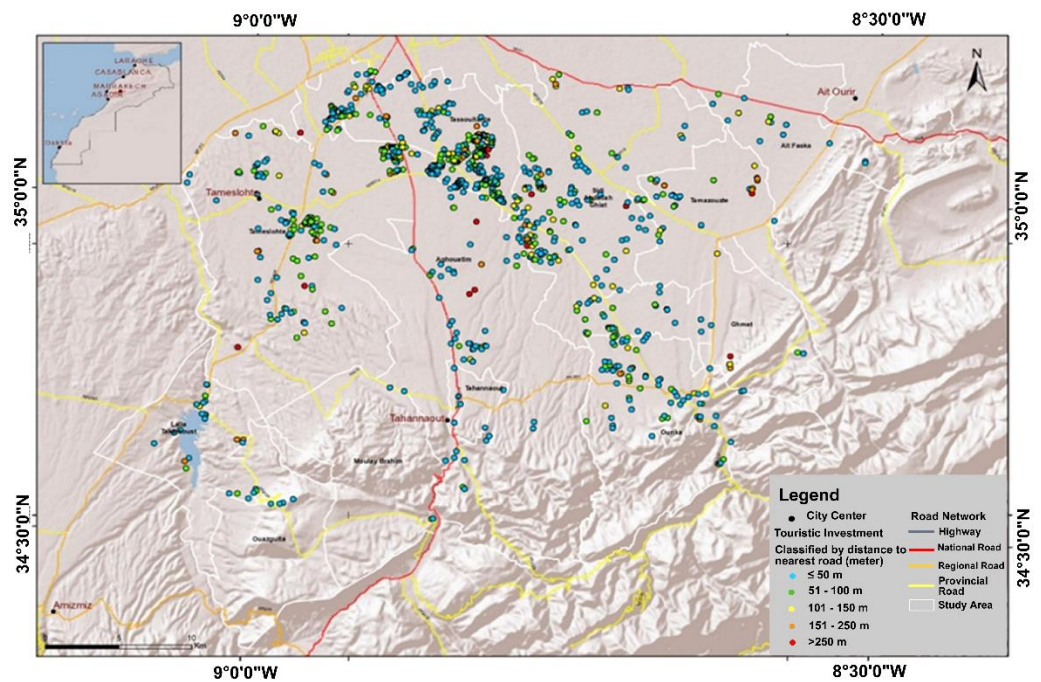 9°0'0"W
8°30'0"W
LARACHE
CASABLANCA
MARRAKECH
AGADIR
Dakhla
N
Ait Ourir
Tassoultante
Ait Faska
35°0'0"N
35°0'0"N
Tameslohte
Sidi
Abdellah
Ghiat
Tamazouzte
Tameslohte
Aghouatim
Ghmat
Tahannaout
Tahannaout
Lalla
Takerkoust
Ourika
Moulay Brahim
34°30'0"N
34°30'0"N
Ouazguita
Amizmiz
0 5 10
Km
Legend
City Center
Touristic Investment
Classified by distance to
nearest road (meter)
≤ 50 m
51 - 100 m
101 - 150 m
151 - 250 m
>250 m
Road Network
Highway
National Road
Regional Road
Provincial
Road
Study Area
9°0'0"W
8°30'0"W